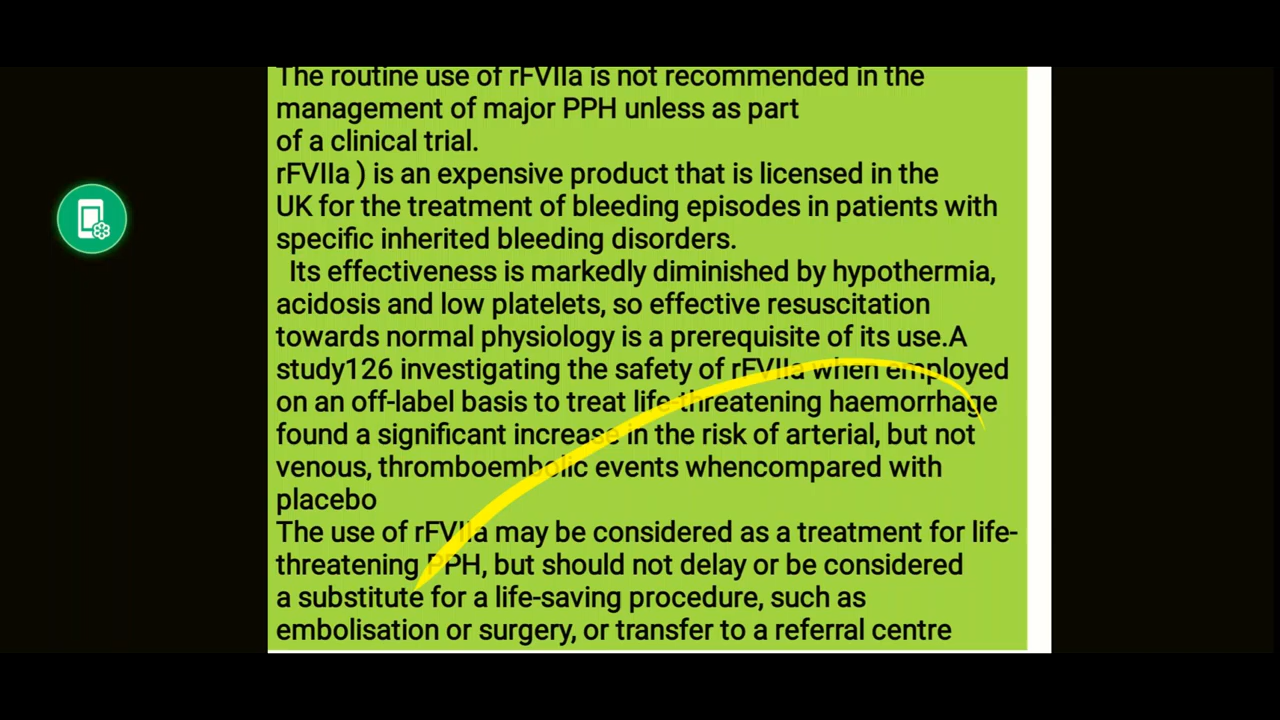 The routine use of rFVIIa is not recommended in the
management of major PPH unless as part
of a clinical trial.
rFVIIa ) is an expensive product that is licensed in the
UK for the treatment of bleeding episodes in patients with
specific inherited bleeding disorders.
Its effectiveness is markedly diminished by hypothermia,
acidosis and low platelets, so effective resuscitation
towards normal physiology is a prerequisite of its use.A
study126 investigating the safety of rFVIIa when employed
on an off-label basis to treat life-threatening haemorrhage
found a significant increase in the risk of arterial, but not
venous, thromboembolic events whencompared with
placebo
The use of rFVIIa may be considered as a treatment for life-
threatening PPH, but should not delay or be considered
a substitute for a life-saving procedure, such as
embolisation or surgery, or transfer to a referral centre